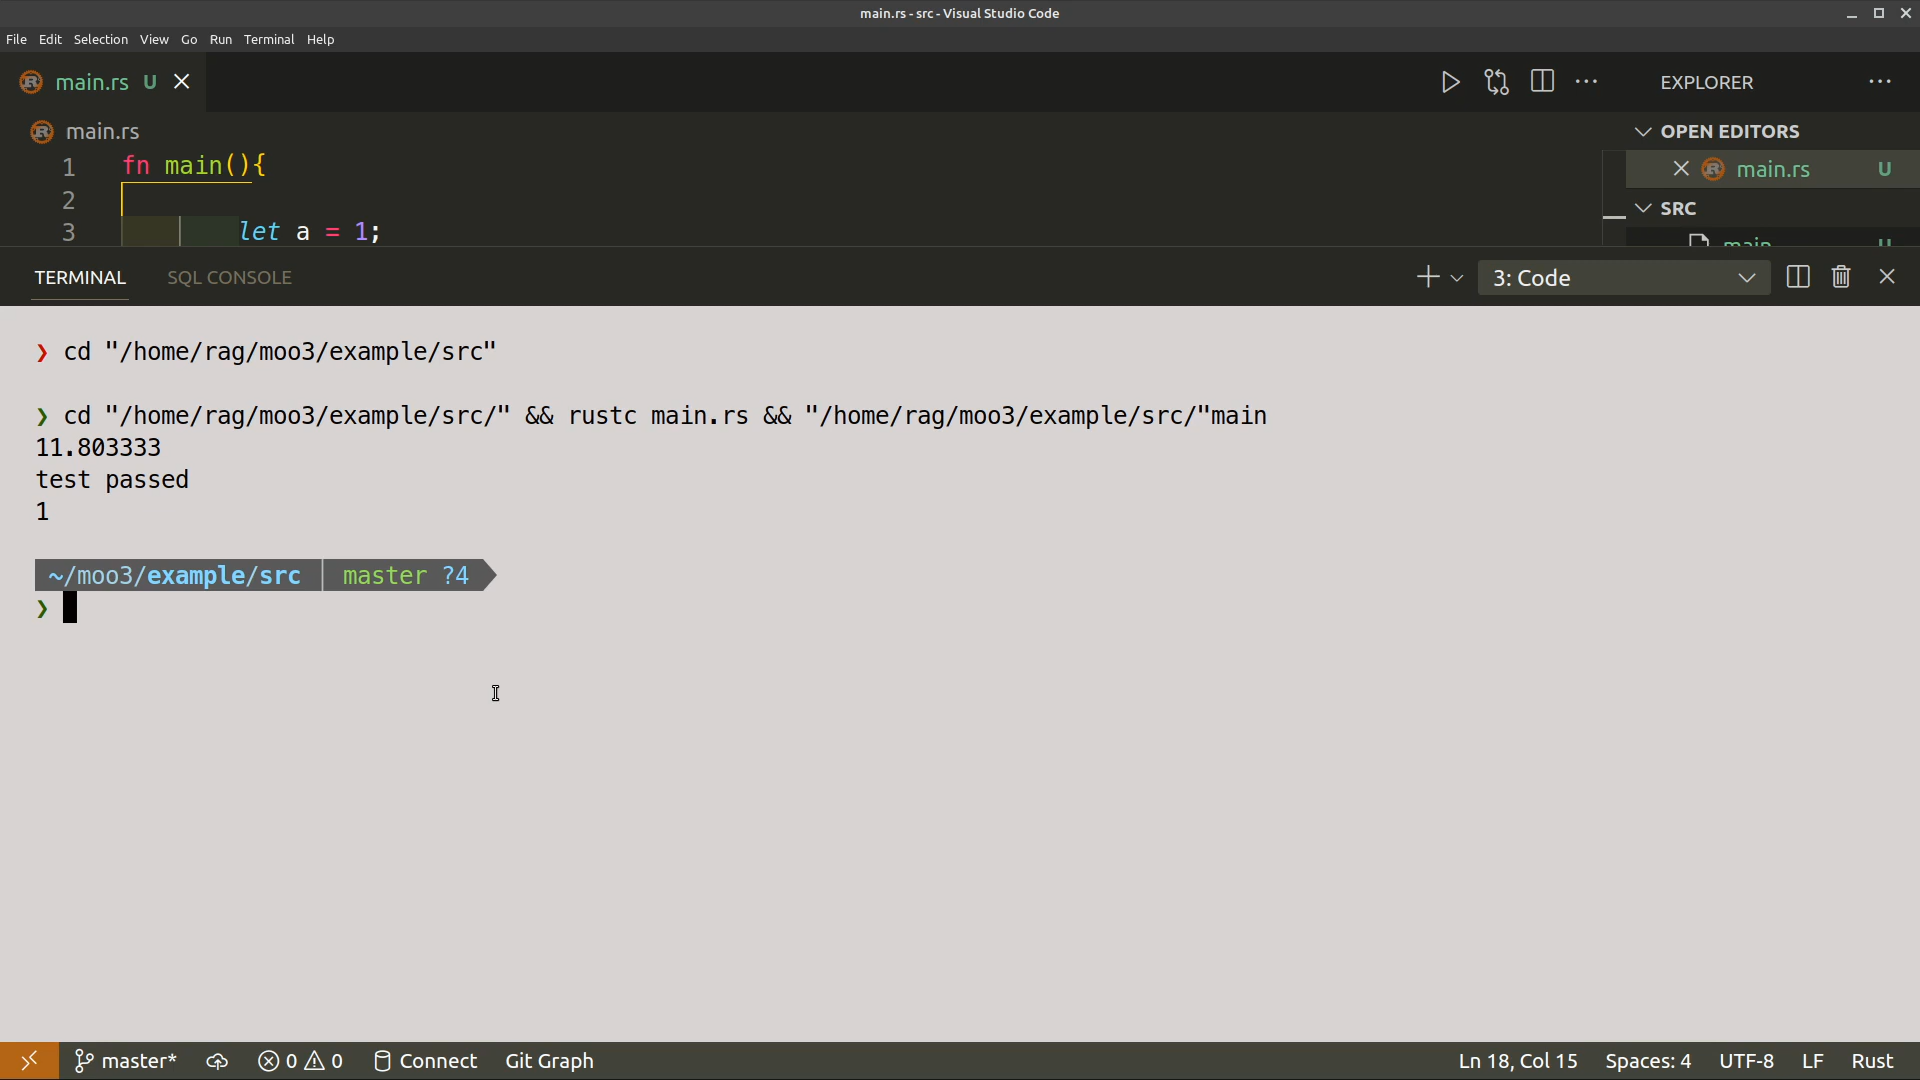 main.rs - src - Visual Studio Code
File Edit Selection View Go Run Terminal Help
main.rs U
EXPLORER
main.rs
OPEN EDITORS
main.rs U
SRC
main U
1 fn main(){
2
3 let a = 1;
TERMINAL SQL CONSOLE
3: Code
❯ cd "/home/rag/moo3/example/src"
❯ cd "/home/rag/moo3/example/src/" && rustc main.rs && "/home/rag/moo3/example/src/"main
11.803333
test passed
1
~/moo3/example/src master ?4
❯
master* 0 0 Connect Git Graph
Ln 18, Col 15 Spaces: 4 UTF-8 LF Rust